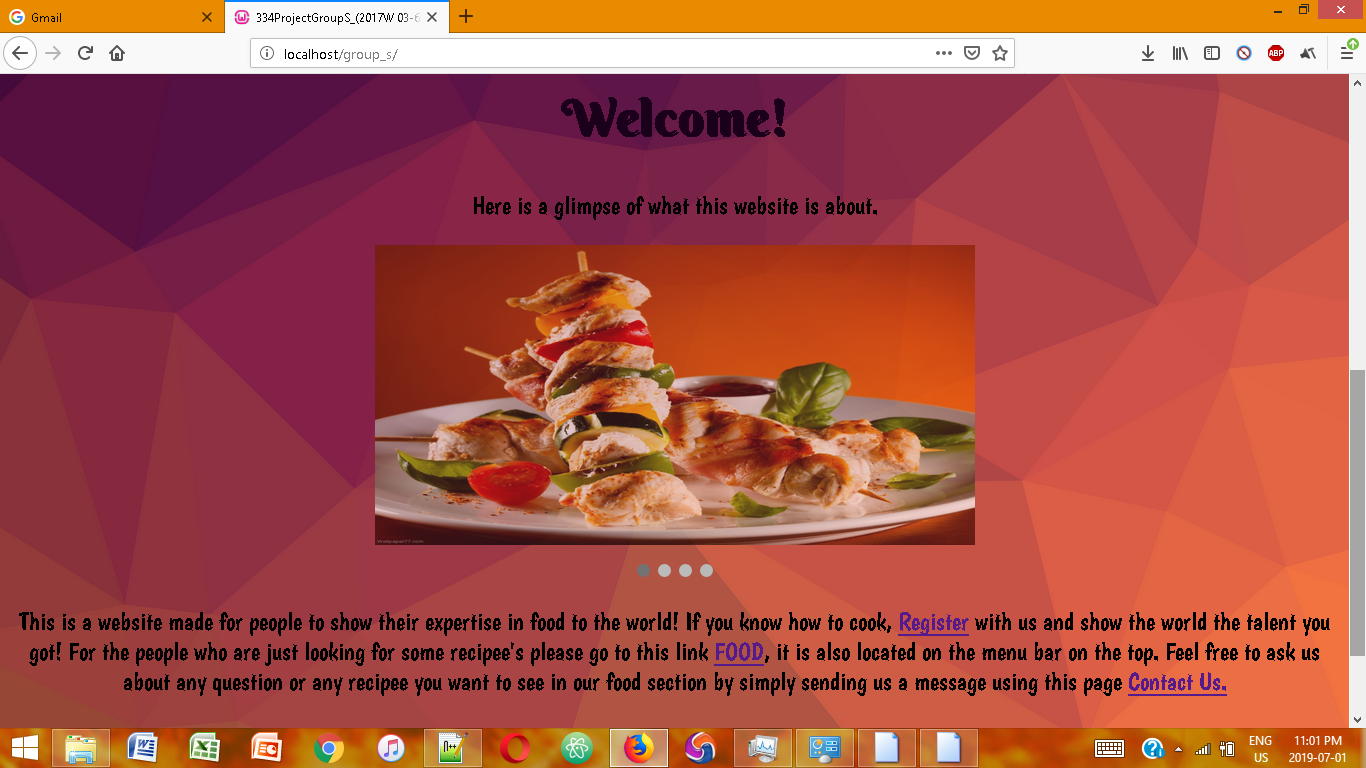 Gmail
334ProjectGroupS_(2017W 03-6
localhost/group_s/
ABP
Welcome!
Here is a glimpse of what this website is about.
Wallpaper77.com
This is a website made for people to show their expertise in food to the world! If you know how to cook, Register with us and show the world the talent you
got! For the people who are just looking for some recipee's please go to this link FOOD, it is also located on the menu bar on the top. Feel free to ask us
about any question or any recipee you want to see in our food section by simply sending us a message using this page Contact Us.
ENG
11:01 PM
US
2019-07-01